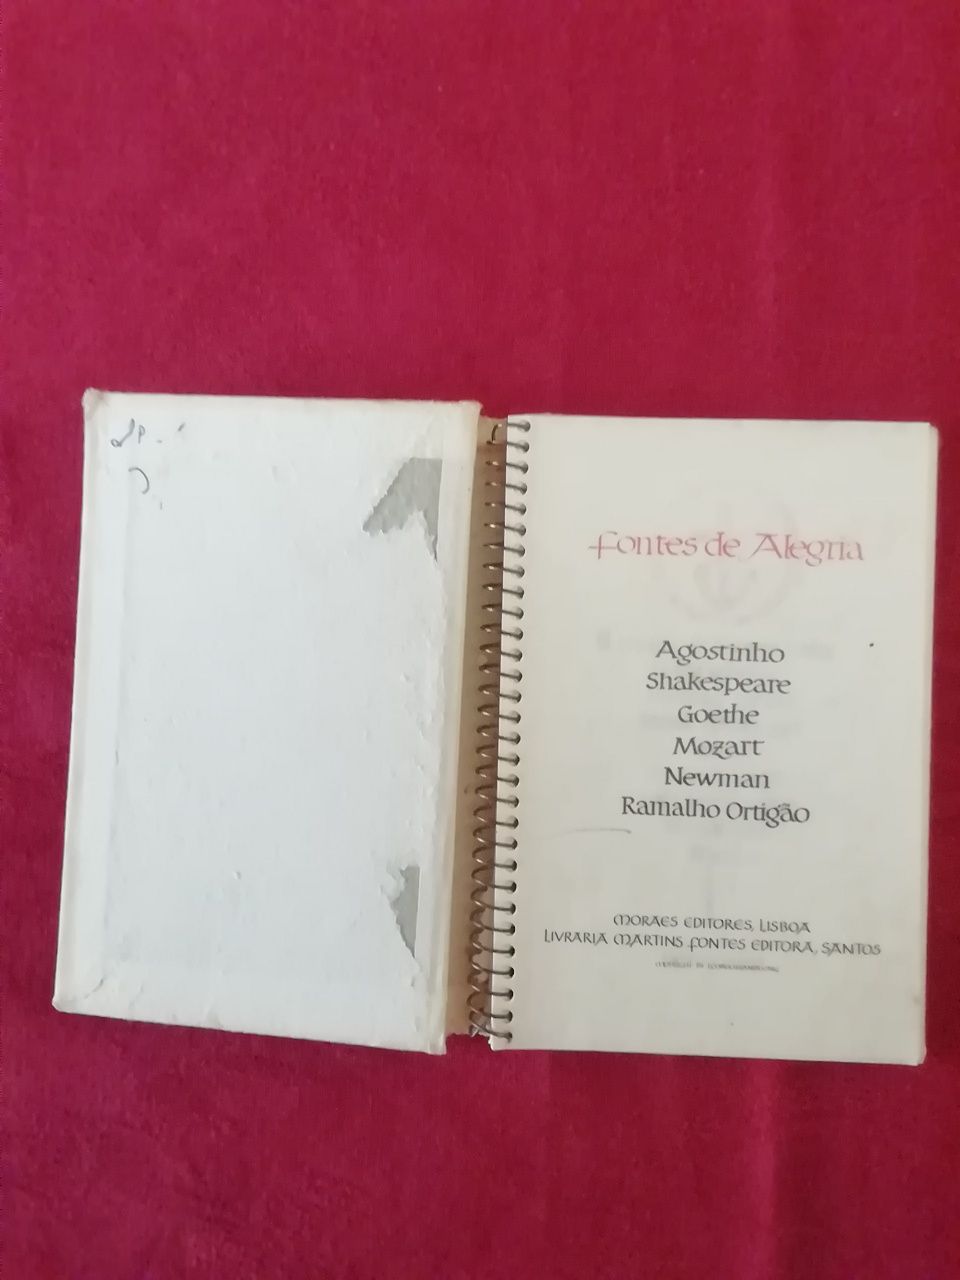 Fontes de Alegria
Agostinho
Shakespeare
Goethe
Mozart
Newman
Ramalho Ortigão
MORAES EDITORES, LISBOA
LIVRARIA MARTINS FONTES EDITORA, SANTOS